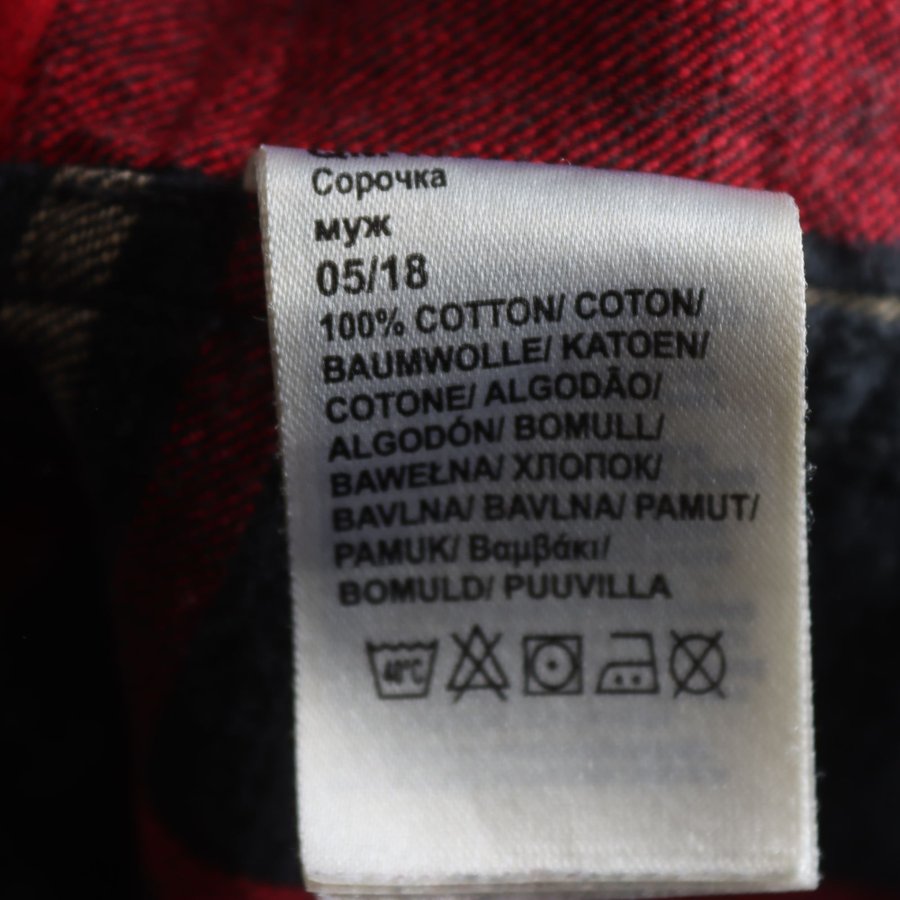 Сорочка
муж
05/18
100% COTTON/ COTON/
BAUMWOLLE/ KATOEN/
COTONE/ ALGODÃO/
ALGODÓN/ BOMULL/
BAWEŁNA/ ХЛОПОК/
BAVLNA/ BAVLNA/ PAMUT/
PAMUK/ Βαμβάκι/
BOMULD/ PUUVILLA
40°C